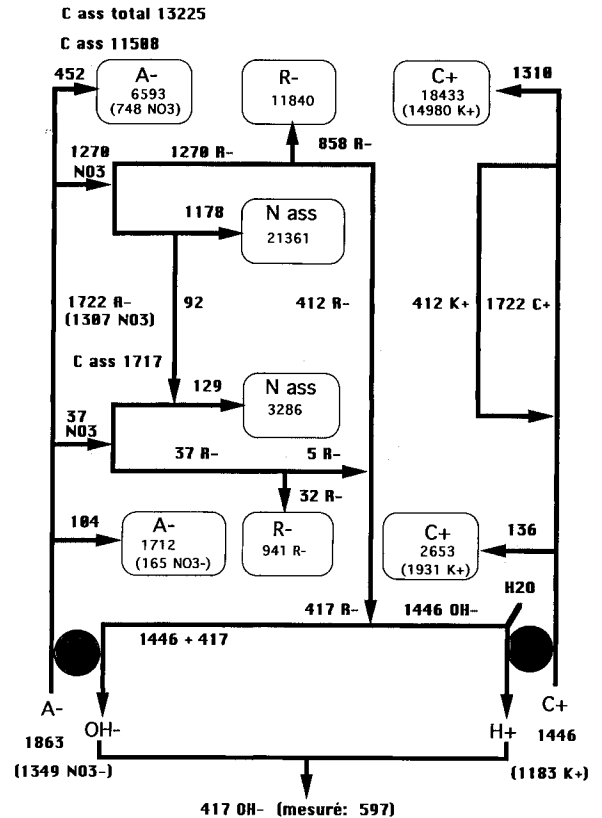 C ass total 13225
C ass 11508
452
A-
6593
(748 NO3)
R-
11840
C+
18433
(14980 K+)
1310
1270
NO3
1270 R-
858 R-
1178
N ass
21361
1722 A-
(1307 NO3)
92
412 R-
412 K+
1722 C+
C ass 1717
129
N ass
3286
37
NO3
37 R-
5 R-
32 R-
104
A-
1712
(165 NO3-)
R-
941 R-
C+
2653
(1931 K+)
136
H2O
417 R-
1446 OH-
1446 + 417
A-
1863
(1349 NO3-)
OH-
H+
C+
1446
(1183 K+)
417 OH- (mesuré: 597)